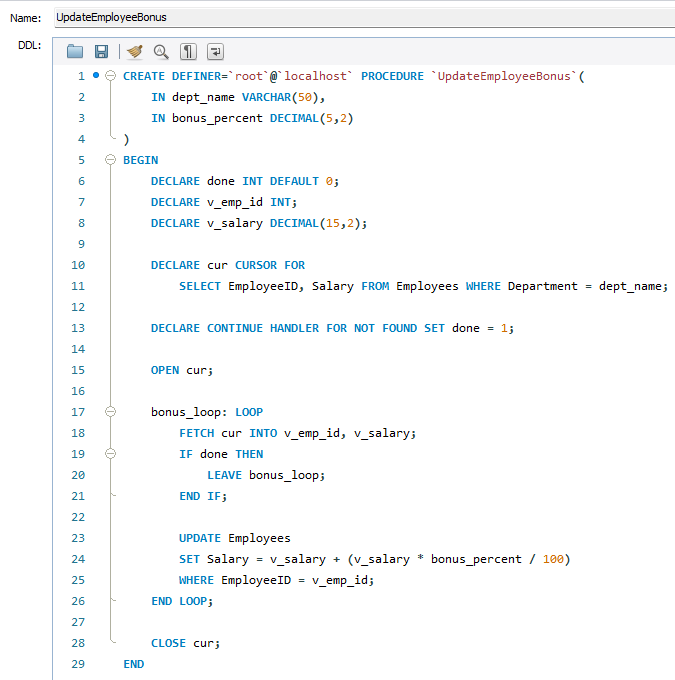 Name: UpdateEmployeeBonus
DDL:
1 CREATE DEFINER=`root`@`localhost` PROCEDURE `UpdateEmployeeBonus`(
2     IN dept_name VARCHAR(50),
3     IN bonus_percent DECIMAL(5,2)
4 )
5 BEGIN
6     DECLARE done INT DEFAULT 0;
7     DECLARE v_emp_id INT;
8     DECLARE v_salary DECIMAL(15,2);
9
10     DECLARE cur CURSOR FOR
11         SELECT EmployeeID, Salary FROM Employees WHERE Department = dept_name;
12
13     DECLARE CONTINUE HANDLER FOR NOT FOUND SET done = 1;
14
15     OPEN cur;
16
17     bonus_loop: LOOP
18         FETCH cur INTO v_emp_id, v_salary;
19         IF done THEN
20             LEAVE bonus_loop;
21         END IF;
22
23         UPDATE Employees
24         SET Salary = v_salary + (v_salary * bonus_percent / 100)
25         WHERE EmployeeID = v_emp_id;
26     END LOOP;
27
28     CLOSE cur;
29 END